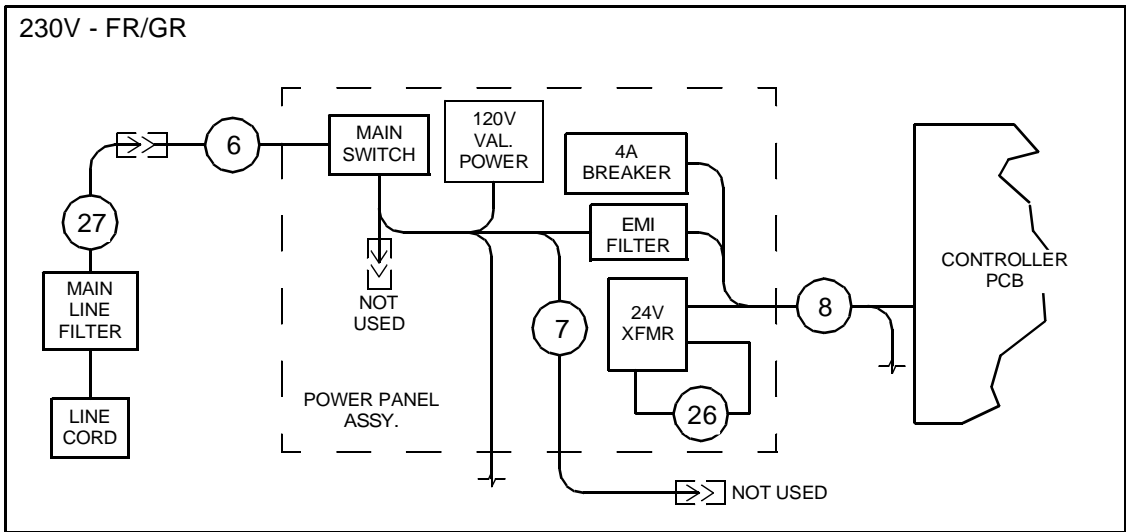 230V - FR/GR
6
MAIN
SWITCH
120V
VAL.
POWER
4A
BREAKER
27
EMI
FILTER
CONTROLLER
PCB
MAIN
LINE
FILTER
NOT
USED
7
24V
XFMR
8
POWER PANEL
ASSY.
26
LINE
CORD
NOT USED